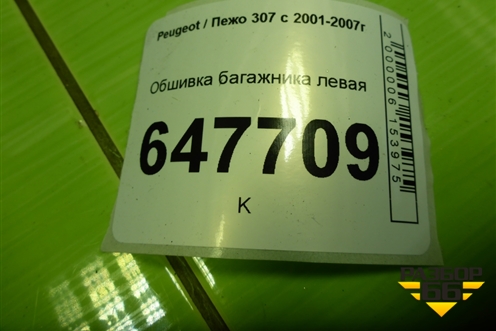 Peugeot / Пежо 307 с 2001-2007г
Обшивка багажника левая
647709
К
2000006153975
РАЗБОР
66